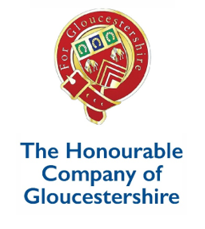 For Gloucestershire
The Honourable
Company of
Gloucestershire